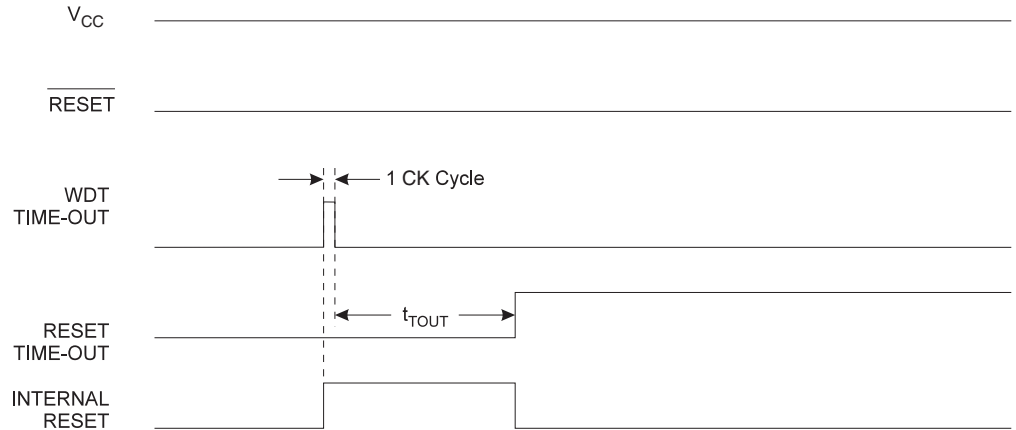 VCC
RESET
1 CK Cycle
WDT
TIME-OUT
tTOUT
RESET
TIME-OUT
INTERNAL
RESET